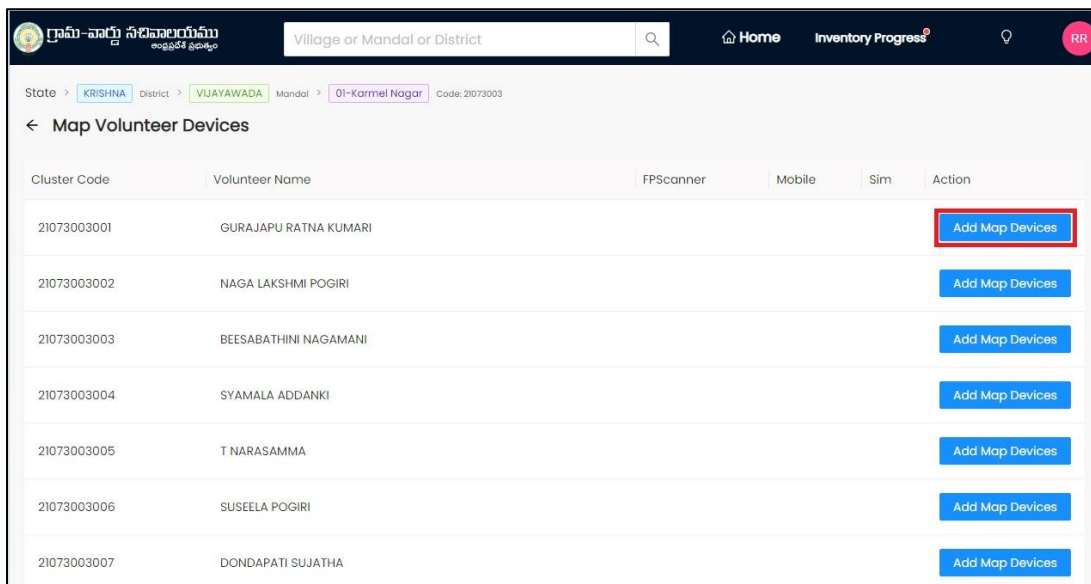 గ్రామ-వార్డు సచివాలయము
ఆంధ్రప్రదేశ్ ప్రభుత్వం
Village or Mandal or District
Home Inventory Progress RR
State > KRISHNA District > VIJAYAWADA Mandal > 01-Karmel Nagar Code: 21073003
← Map Volunteer Devices
Cluster Code Volunteer Name FPScanner Mobile Sim Action
21073003001 GURAJAPU RATNA KUMARI Add Map Devices
21073003002 NAGA LAKSHMI POGIRI Add Map Devices
21073003003 BEESABATHINI NAGAMANI Add Map Devices
21073003004 SYAMALA ADDANKI Add Map Devices
21073003005 T NARASAMMA Add Map Devices
21073003006 SUSEELA POGIRI Add Map Devices
21073003007 DONDAPATI SUJATHA Add Map Devices